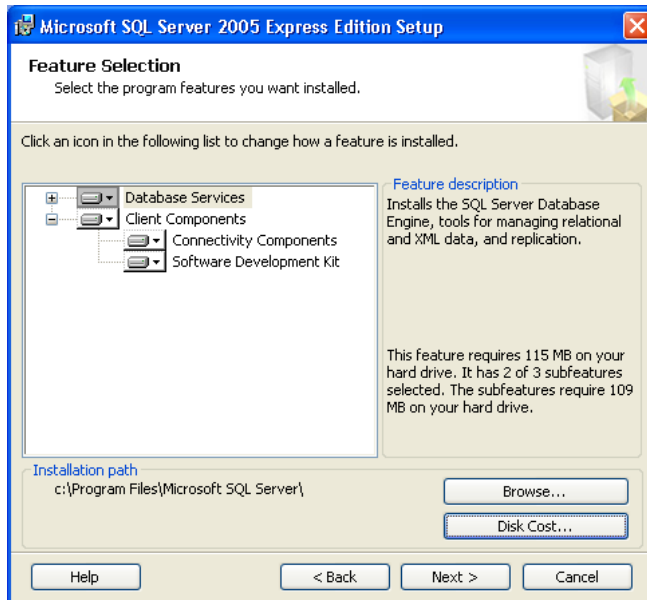 Microsoft SQL Server 2005 Express Edition Setup
Feature Selection
Select the program features you want installed.
Click an icon in the following list to change how a feature is installed.
Database Services
Client Components
Connectivity Components
Software Development Kit
Feature description
Installs the SQL Server Database
Engine, tools for managing relational
and XML data, and replication.
This feature requires 115 MB on your
hard drive. It has 2 of 3 subfeatures
selected. The subfeatures require 109
MB on your hard drive.
Installation path
c:\Program Files\Microsoft SQL Server\
Browse...
Disk Cost...
Help
< Back
Next >
Cancel